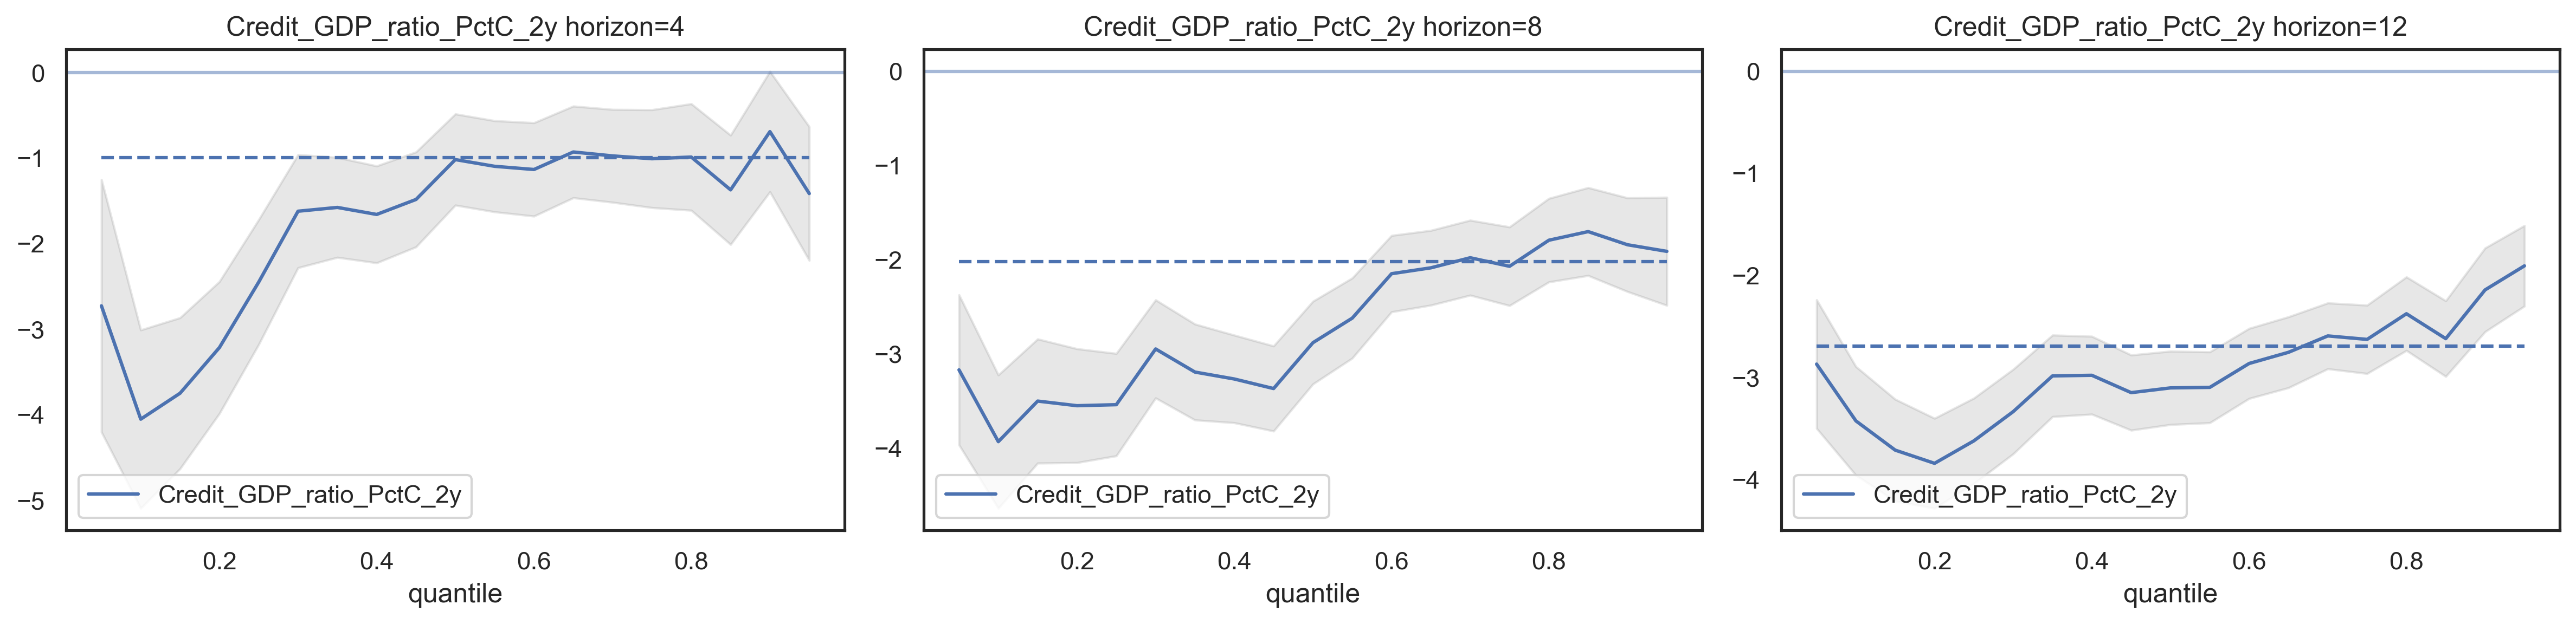 Credit_GDP_ratio_PctC_2y horizon=4
0
−1
−2
−3
−4
−5
Credit_GDP_ratio_PctC_2y
0.2 0.4 0.6 0.8
quantile
Credit_GDP_ratio_PctC_2y horizon=8
0
−1
−2
−3
−4
Credit_GDP_ratio_PctC_2y
0.2 0.4 0.6 0.8
quantile
Credit_GDP_ratio_PctC_2y horizon=12
0
−1
−2
−3
−4
Credit_GDP_ratio_PctC_2y
0.2 0.4 0.6 0.8
quantile